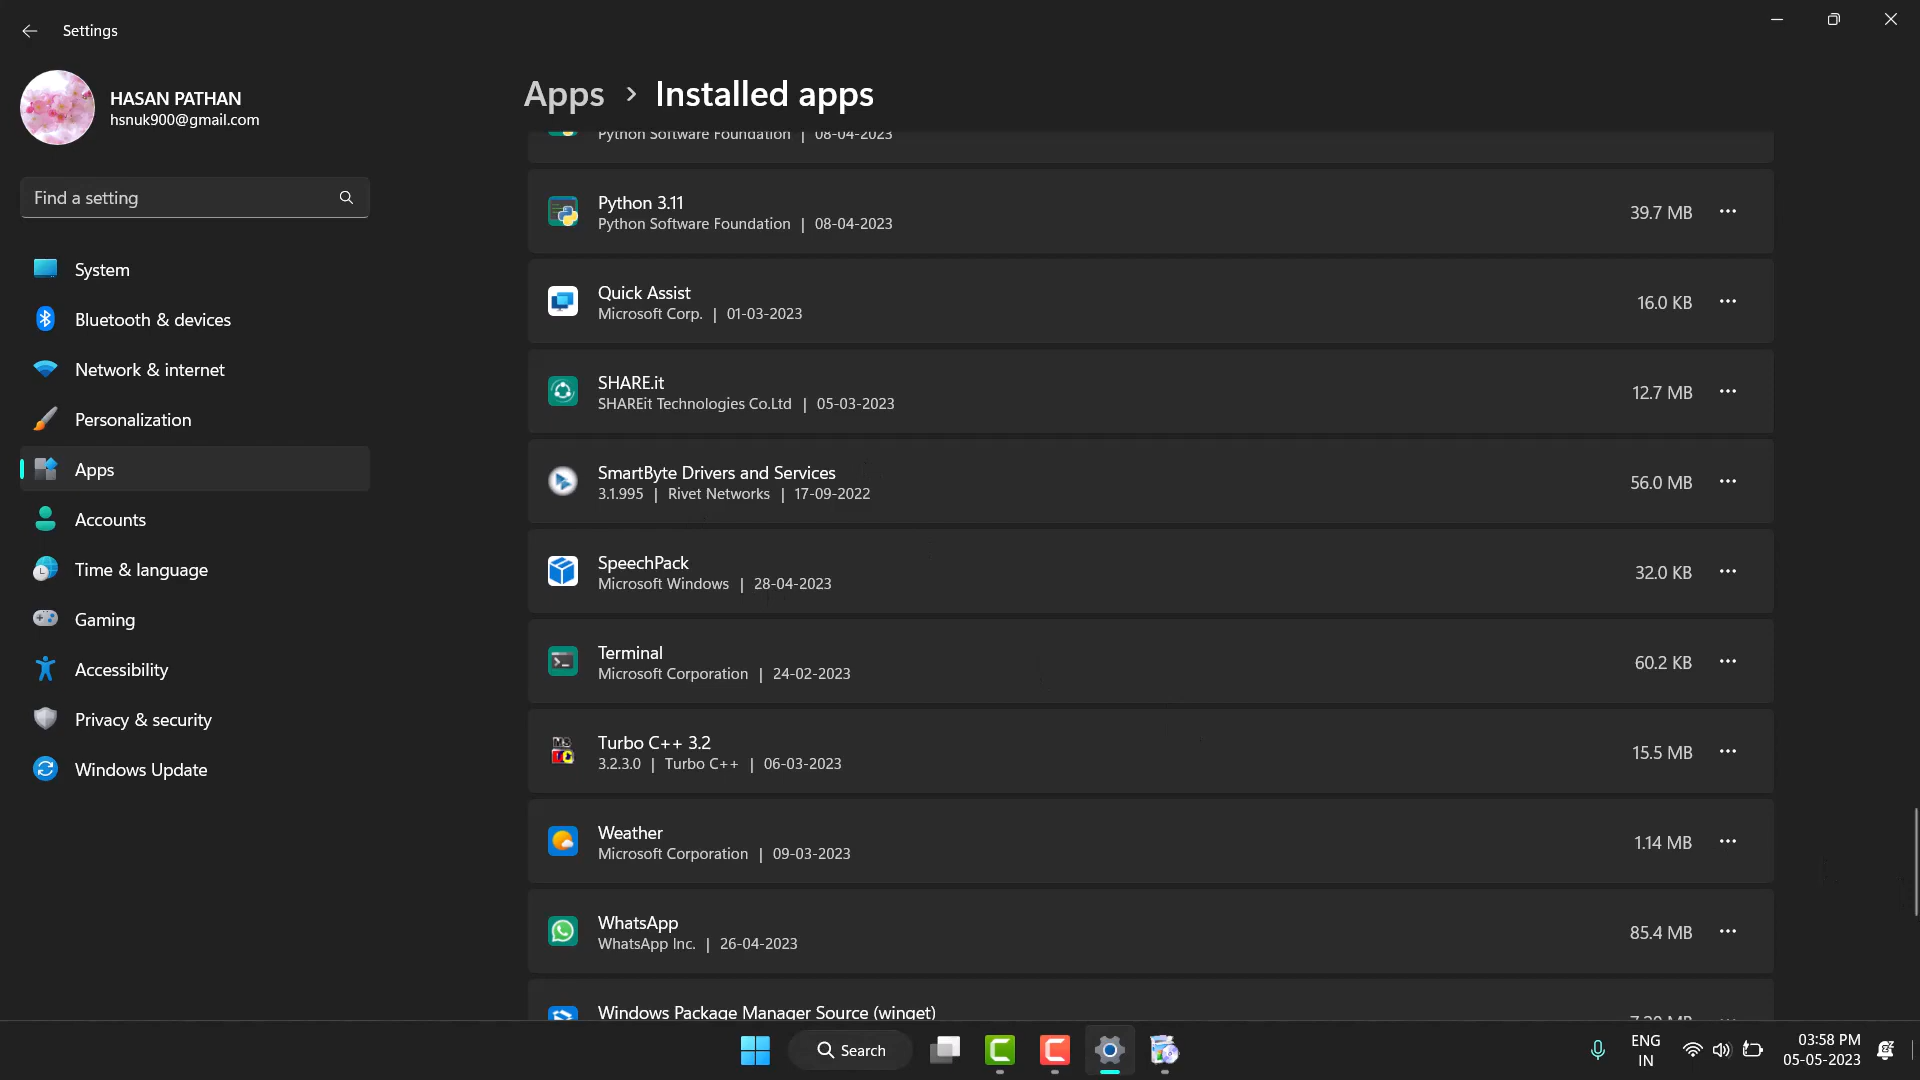 Settings
HASAN PATHAN
hsnuk900@gmail.com
Find a setting
System
Bluetooth & devices
Network & internet
Personalization
Apps
Accounts
Time & language
Gaming
Accessibility
Privacy & security
Windows Update
Apps > Installed apps
Python Software Foundation | 08-04-2023
Python 3.11
Python Software Foundation | 08-04-2023
39.7 MB
Quick Assist
Microsoft Corp. | 01-03-2023
16.0 KB
SHARE.it
SHAREit Technologies Co.Ltd | 05-03-2023
12.7 MB
SmartByte Drivers and Services
3.1.995 | Rivet Networks | 17-09-2022
56.0 MB
SpeechPack
Microsoft Windows | 28-04-2023
32.0 KB
Terminal
Microsoft Corporation | 24-02-2023
60.2 KB
Turbo C++ 3.2
3.2.3.0 | Turbo C++ | 06-03-2023
15.5 MB
Weather
Microsoft Corporation | 09-03-2023
1.14 MB
WhatsApp
WhatsApp Inc. | 26-04-2023
85.4 MB
Windows Package Manager Source (winget)
Search
ENG
IN
03:58 PM
05-05-2023